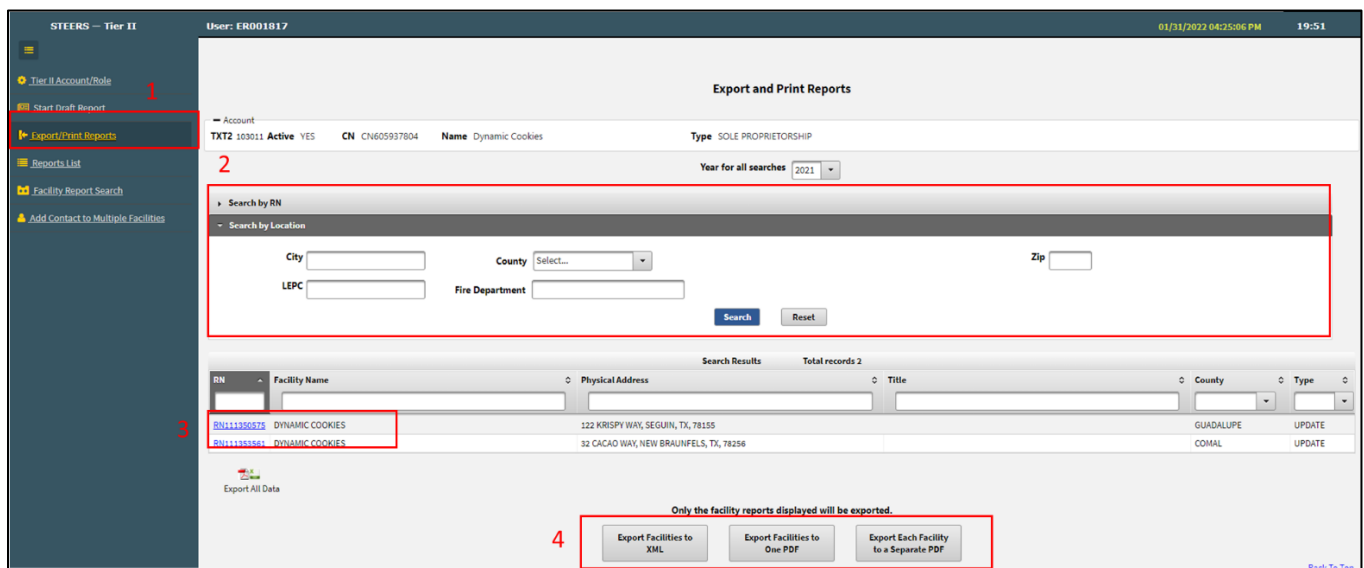 STEERS — Tier II
User: ER001817
01/31/2022 04:25:06 PM
19:51
Tier II Account/Role
1
Start Draft Report
Export/Print Reports
Reports List
Facility Report Search
Add Contact to Multiple Facilities
Export and Print Reports
Account
TXT2 103011 Active YES CN CN605937804 Name Dynamic Cookies Type SOLE PROPRIETORSHIP
2
Year for all searches 2021
Search by RN
Search by Location
City County Select... Zip
LEPC Fire Department
Search Reset
Search Results Total records 2
RN Facility Name Physical Address Title County Type
3
RN111350575 DYNAMIC COOKIES 122 KRISPY WAY, SEGUIN, TX, 78155 GUADALUPE UPDATE
RN111353561 DYNAMIC COOKIES 32 CACAO WAY, NEW BRAUNFELS, TX, 78256 COMAL UPDATE
Export All Data
Only the facility reports displayed will be exported.
4
Export Facilities to XML
Export Facilities to One PDF
Export Each Facility to a Separate PDF
Back To Top